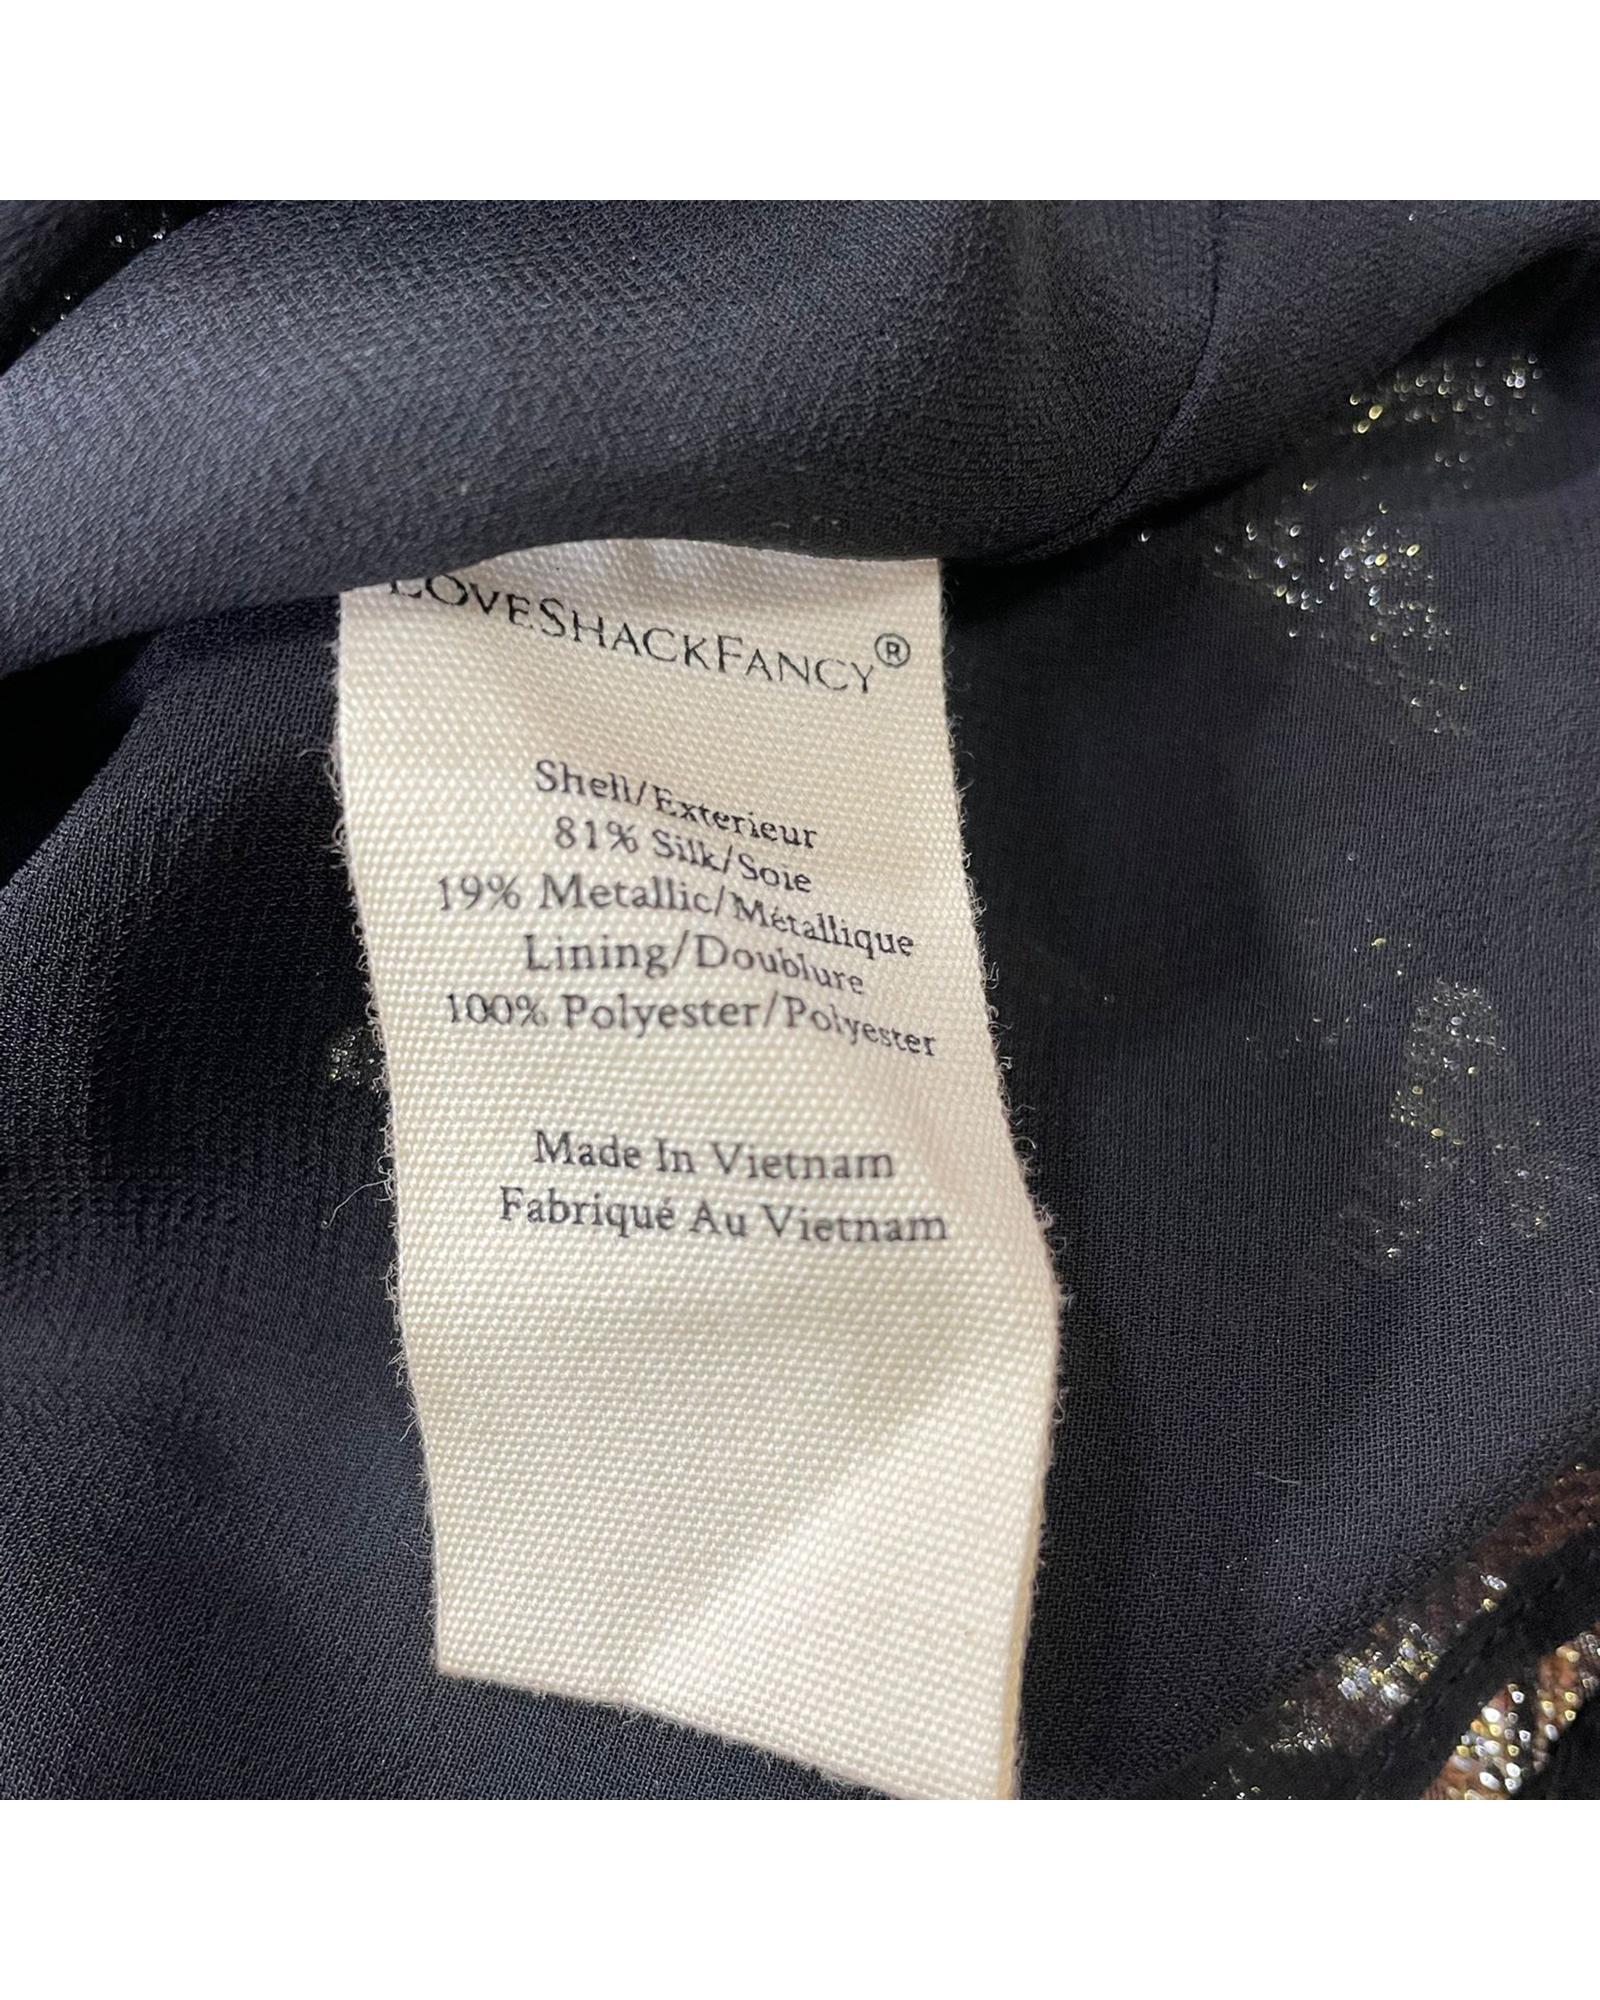 LOVESHACKFANCY®
Shell/Exterieur
81% Silk/Soie
19% Metallic/Métallique
Lining/Doublure
100% Polyester/Polyester
Made In Vietnam
Fabriqué Au Vietnam